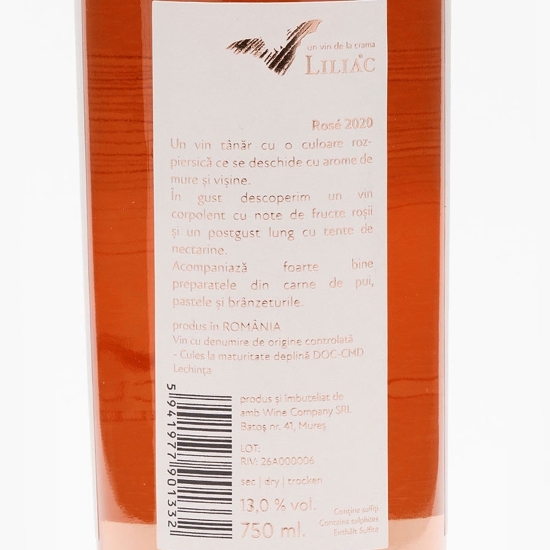 un vin de la crama
LILIAC
Rosé 2020
Un vin tânăr cu o culoare roz-
piersică ce se deschide cu arome de
mure și vișine.
În gust descoperim un vin
corpolent cu note de fructe roșii
și un postgust lung cu tente de
nectarine.
Acompaniază foarte bine
preparatele din carne de pui,
pastele și brânzeturile.
produs în ROMÂNIA
Vin cu denumire de origine controlată
- Cules la maturitate deplină DOC-CMD
Lechința
produs și îmbuteliat de
amb Wine Company SRL
Batoș nr. 41, Mureș
LOT:
RIV: 26A000006
sec | dry | trocken
13,0 % vol.
750 ml.
Conține sulfiți
Contains sulphites
Enthält Sulfite
5941977901332